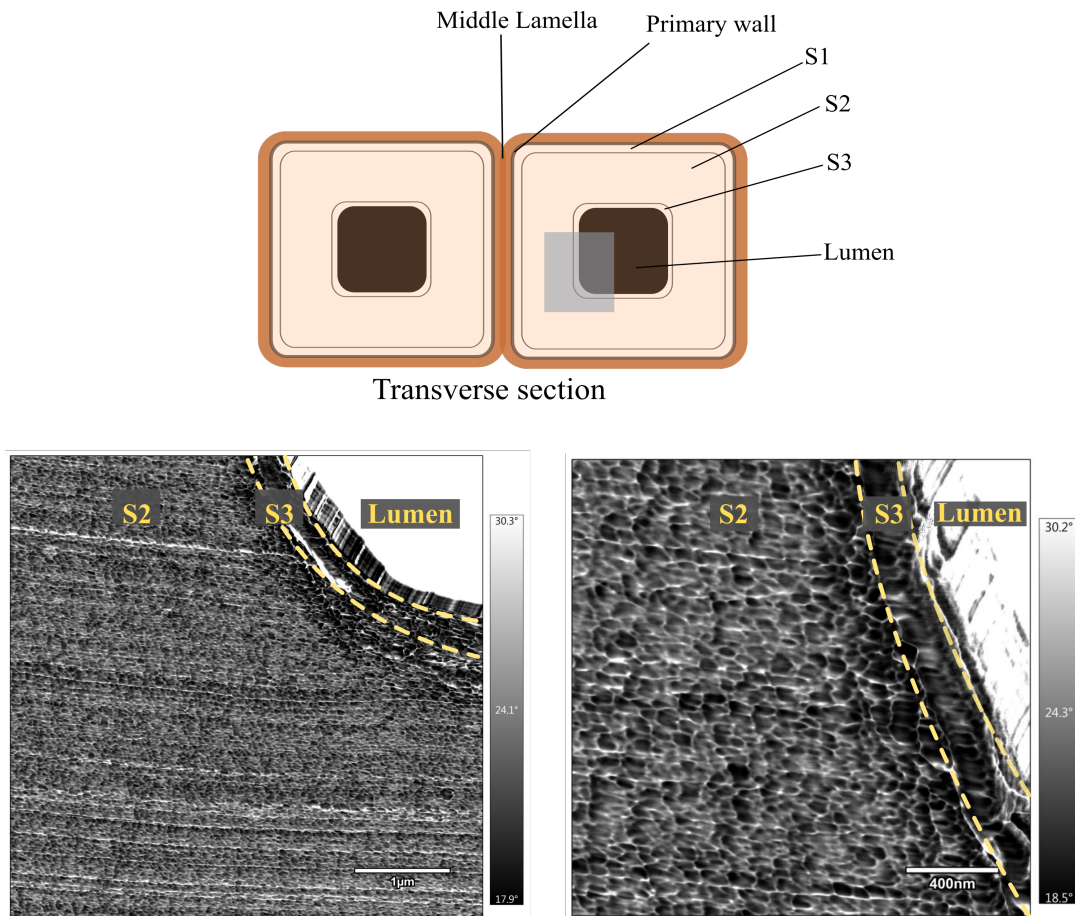 Middle Lamella
Primary wall
S1
S2
S3
Lumen
Transverse section
S2
S3
Lumen
30.3°
24.1°
17.9°
1µm
S2
S3
Lumen
30.2°
24.3°
18.5°
400nm